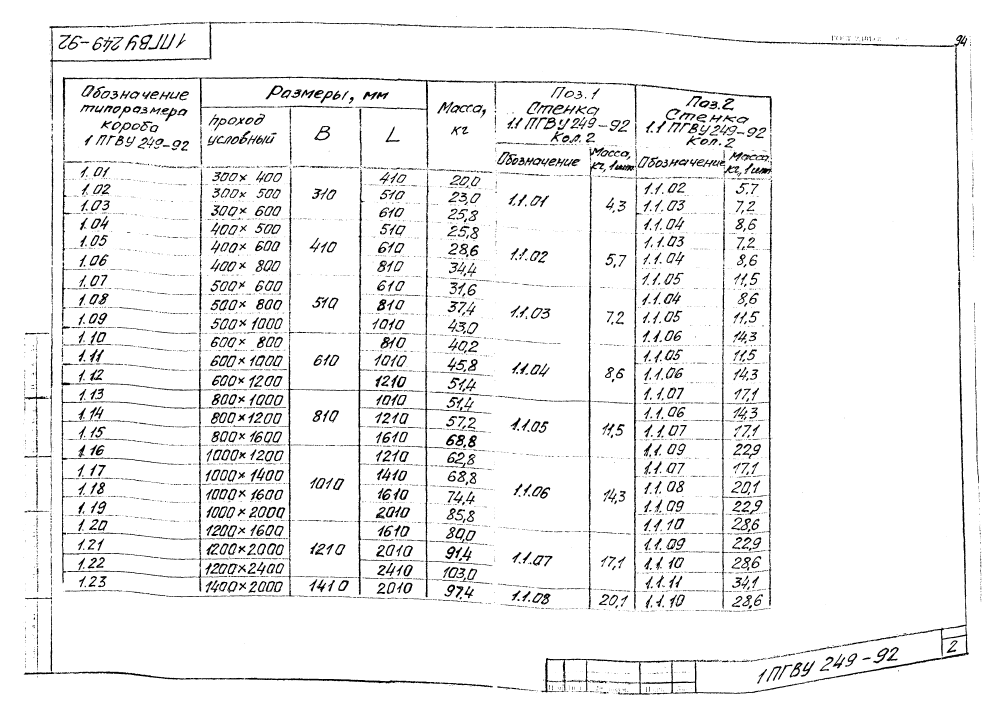 1 ПГВУ 249-92
94
Обозначение типоразмера короба 1 ПГВУ 249-92 | Размеры, мм | Масса, кг | Поз. 1 Стенка 1.1 ПГВУ 249-92 Кол. 2 | Поз. 2 Стенка 1.1 ПГВУ 249-92 Кол. 2
проход условный | В | L | Обозначение | Масса, кг, 1 шт | Обозначение | Масса кг, 1 шт
1.01 | 300 × 400 | 310 | 410 | 20,0 | 1.1.01 | 4,3 | 1.1.02 | 5,7
1.02 | 300 × 500 | 510 | 23,0 | 1.1.03 | 7,2
1.03 | 300 × 600 | 610 | 25,8 | 1.1.04 | 8,6
1.04 | 400 × 500 | 410 | 510 | 25,8 | 1.1.02 | 5,7 | 1.1.03 | 7,2
1.05 | 400 × 600 | 610 | 28,6 | 1.1.04 | 8,6
1.06 | 400 × 800 | 810 | 34,4 | 1.1.05 | 11,5
1.07 | 500 × 600 | 510 | 610 | 31,6 | 1.1.03 | 7,2 | 1.1.04 | 8,6
1.08 | 500 × 800 | 810 | 37,4 | 1.1.05 | 11,5
1.09 | 500 × 1000 | 1010 | 43,0 | 1.1.06 | 14,3
1.10 | 600 × 800 | 610 | 810 | 40,2 | 1.1.04 | 8,6 | 1.1.05 | 11,5
1.11 | 600 × 1000 | 1010 | 45,8 | 1.1.06 | 14,3
1.12 | 600 × 1200 | 1210 | 51,4 | 1.1.07 | 17,1
1.13 | 800 × 1000 | 810 | 1010 | 51,4 | 1.1.05 | 11,5 | 1.1.06 | 14,3
1.14 | 800 × 1200 | 1210 | 57,2 | 1.1.07 | 17,1
1.15 | 800 × 1600 | 1610 | 68,8 | 1.1.09 | 22,9
1.16 | 1000 × 1200 | 1010 | 1210 | 62,8 | 1.1.06 | 14,3 | 1.1.07 | 17,1
1.17 | 1000 × 1400 | 1410 | 68,8 | 1.1.08 | 20,1
1.18 | 1000 × 1600 | 1610 | 74,4 | 1.1.09 | 22,9
1.19 | 1000 × 2000 | 2010 | 85,8 | 1.1.10 | 28,6
1.20 | 1200 × 1600 | 1210 | 1610 | 80,0 | 1.1.07 | 17,1 | 1.1.09 | 22,9
1.21 | 1200 × 2000 | 2010 | 91,4 | 1.1.10 | 28,6
1.22 | 1200 × 2400 | 2410 | 103,0 | 1.1.11 | 34,1
1.23 | 1400 × 2000 | 1410 | 2010 | 97,4 | 1.1.08 | 20,1 | 1.1.10 | 28,6
1 ПГВУ 249-92
2